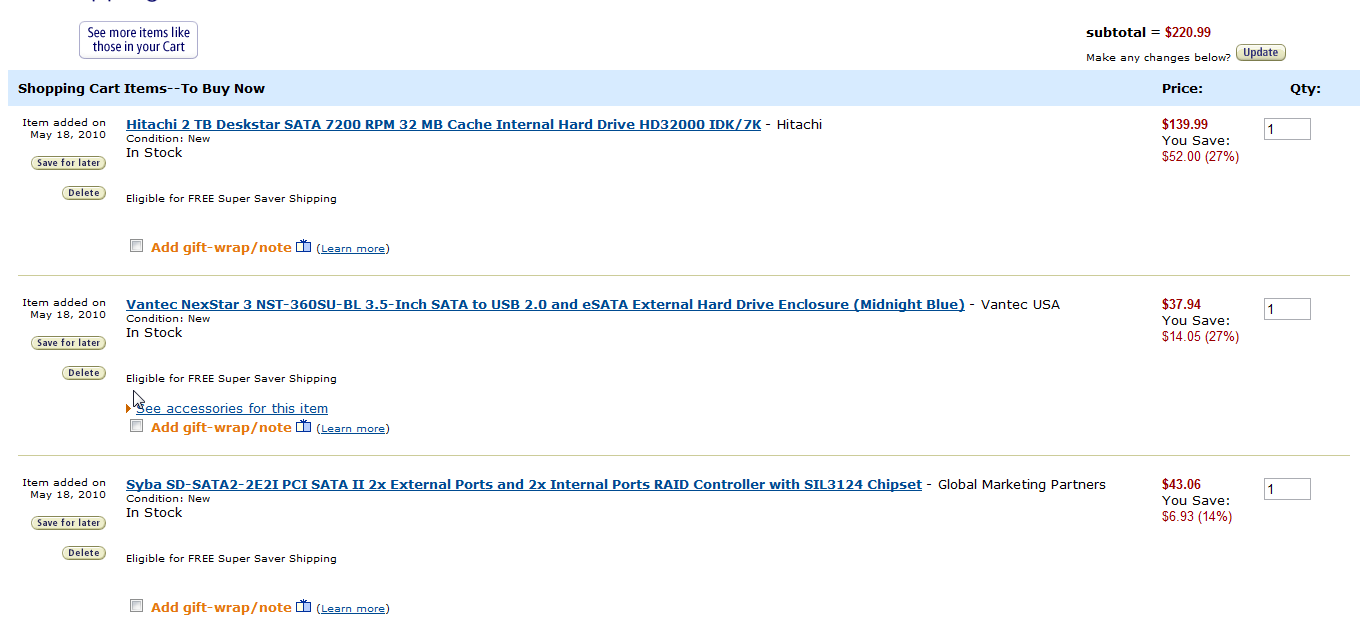 See more items like
those in your Cart
subtotal = $220.99
Make any changes below? Update
Shopping Cart Items--To Buy Now Price: Qty:
Item added on
May 18, 2010
Save for later
Delete
Hitachi 2 TB Deskstar SATA 7200 RPM 32 MB Cache Internal Hard Drive HD32000 IDK/7K - Hitachi
Condition: New
In Stock
Eligible for FREE Super Saver Shipping
Add gift-wrap/note (Learn more)
$139.99
You Save:
$52.00 (27%)
1
Item added on
May 18, 2010
Save for later
Delete
Vantec NexStar 3 NST-360SU-BL 3.5-Inch SATA to USB 2.0 and eSATA External Hard Drive Enclosure (Midnight Blue) - Vantec USA
Condition: New
In Stock
Eligible for FREE Super Saver Shipping
See accessories for this item
Add gift-wrap/note (Learn more)
$37.94
You Save:
$14.05 (27%)
1
Item added on
May 18, 2010
Save for later
Delete
Syba SD-SATA2-2E2I PCI SATA II 2x External Ports and 2x Internal Ports RAID Controller with SIL3124 Chipset - Global Marketing Partners
Condition: New
In Stock
Eligible for FREE Super Saver Shipping
Add gift-wrap/note (Learn more)
$43.06
You Save:
$6.93 (14%)
1